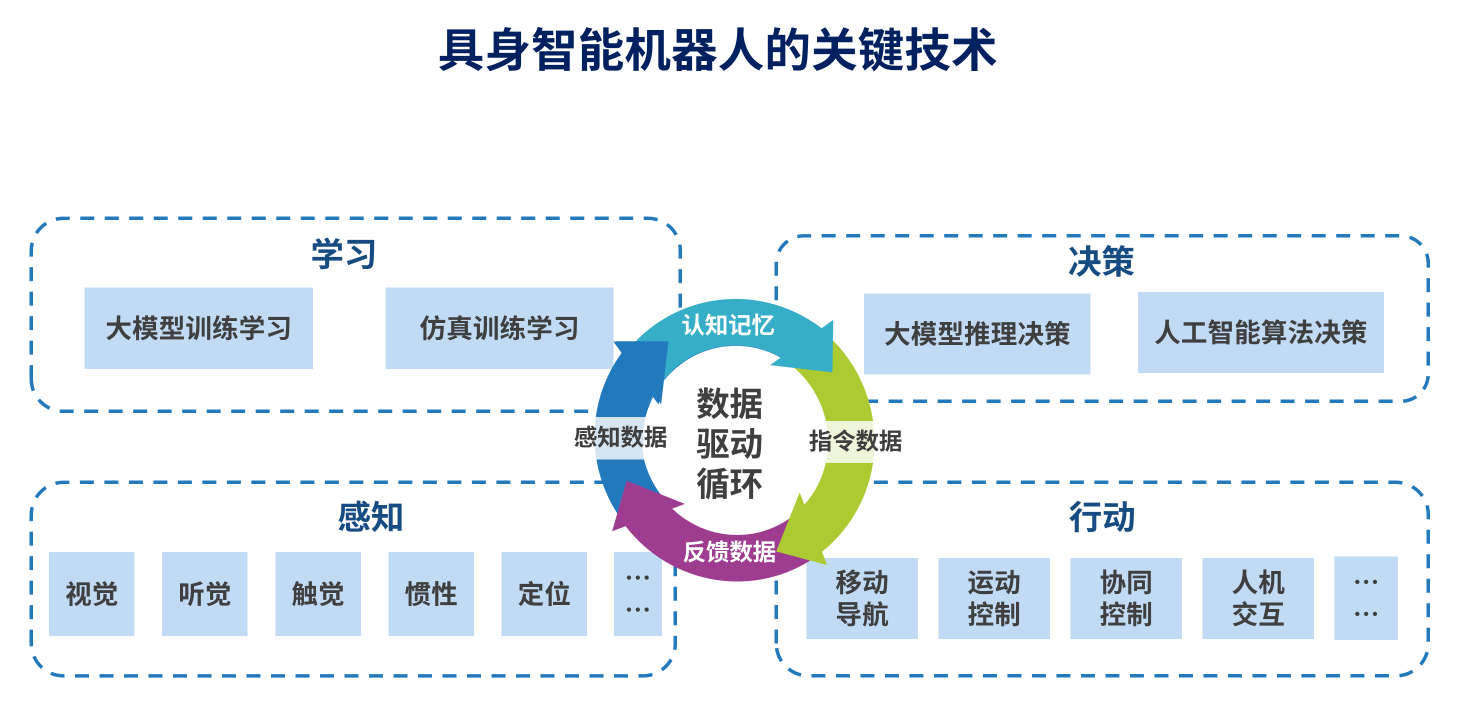 具身智能机器人的关键技术
学习
大模型训练学习
仿真训练学习
决策
大模型推理决策
人工智能算法决策
认知记忆
感知数据
数据
驱动
循环
指令数据
反馈数据
感知
视觉
听觉
触觉
惯性
定位
…
…
行动
移动
导航
运动
控制
协同
控制
人机
交互
…
…